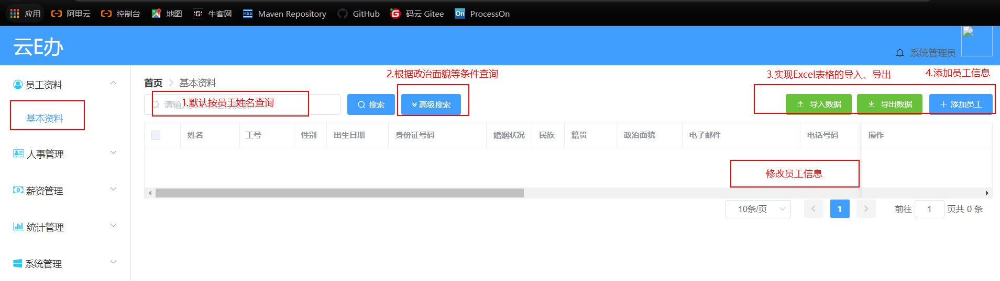 应用 阿里云 控制台 地图 牛客网 Maven Repository GitHub 码云 Gitee ProcessOn
云E办
系统管理员
员工资料
基本资料
人事管理
薪资管理
统计管理
系统管理
首页 > 基本资料
2.根据政治面貌等条件查询
3.实现Excel表格的导入、导出
4.添加员工信息
请输
1.默认按员工姓名查询
搜索
高级搜索
导入数据
导出数据
添加员工
姓名 工号 性别 出生日期 身份证号码 婚姻状况 民族 籍贯 政治面貌 电子邮件 电话号码 操作
修改员工信息
10条/页 1 前往 1 页共 0 条